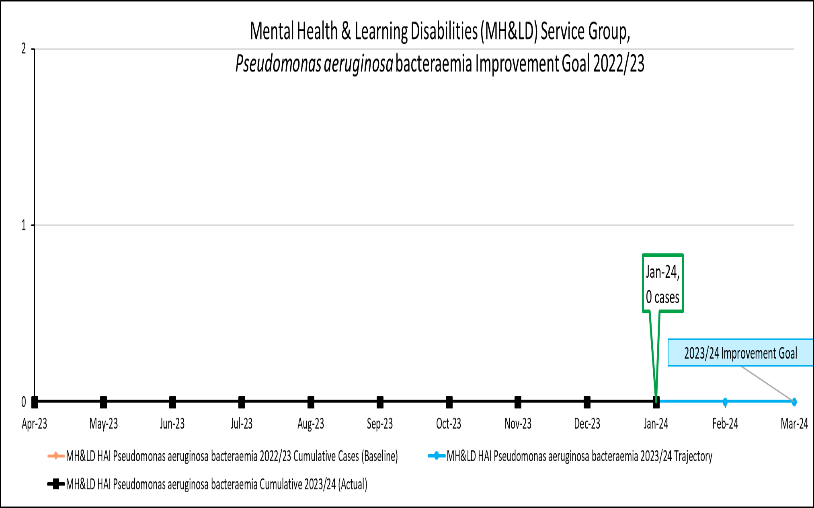 Mental Health & Learning Disabilities (MH&LD) Service Group,
Pseudomonas aeruginosa bacteraemia Improvement Goal 2022/23
2
1
0
Jan-24,
0 cases
2023/24 Improvement Goal
Apr-23 May-23 Jun-23 Jul-23 Aug-23 Sep-23 Oct-23 Nov-23 Dec-23 Jan-24 Feb-24 Mar-24
MH&LD HAI Pseudomonas aeruginosa bacteraemia 2022/23 Cumulative Cases (Baseline)
MH&LD HAI Pseudomonas aeruginosa bacteraemia 2023/24 Trajectory
MH&LD HAI Pseudomonas aeruginosa bacteraemia Cumulative 2023/24 (Actual)